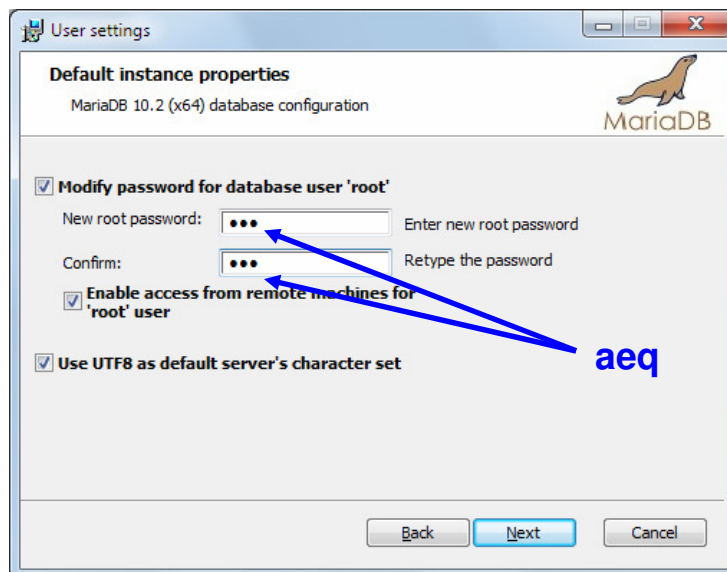 User settings
Default instance properties
MariaDB 10.2 (x64) database configuration
MariaDB
Modify password for database user 'root'
New root password: ●●● Enter new root password
Confirm: ●●● Retype the password
Enable access from remote machines for
'root' user
aeq
Use UTF8 as default server's character set
Back Next Cancel